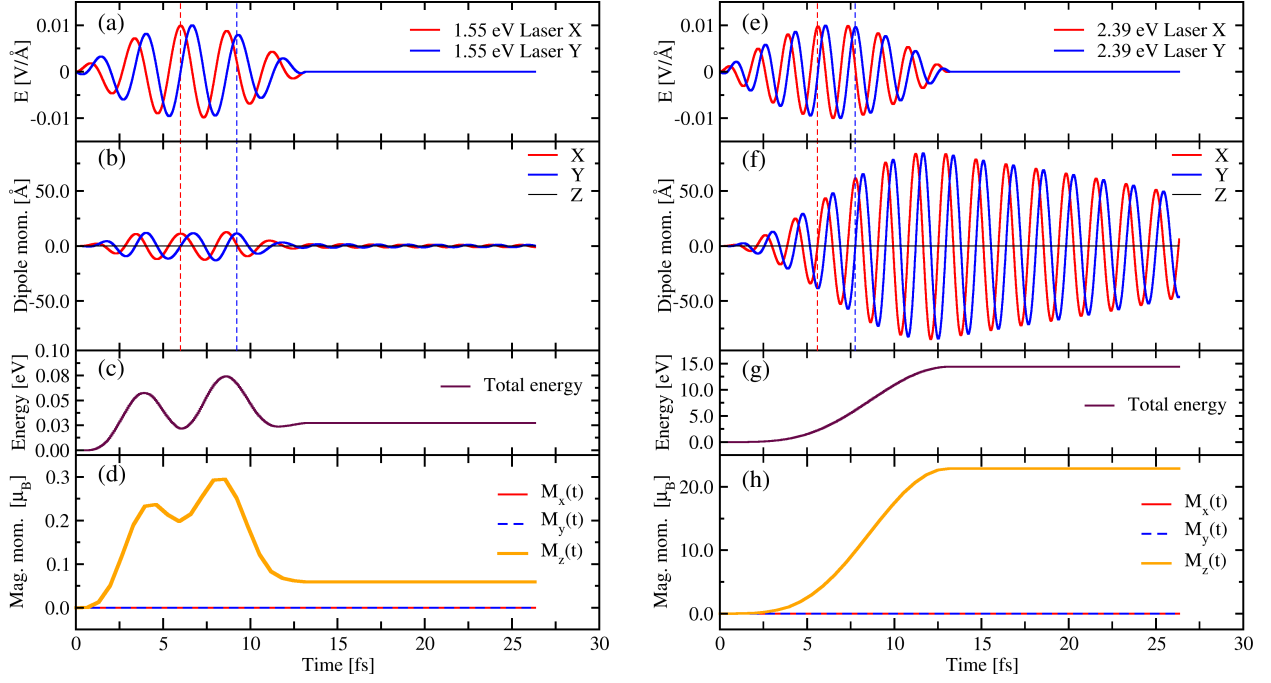 (a)
1.55 eV Laser X
1.55 eV Laser Y
E [V/Å]
0.01
0
-0.01
(b)
X
Y
Z
Dipole mom. [Å]
50.0
0.0
-50.0
(c)
Total energy
Energy [eV]
0.10
0.08
0.05
0.03
0.00
(d)
Mx(t)
My(t)
Mz(t)
Mag. mom. [μB]
0.3
0.2
0.1
0.0
0 5 10 15 20 25 30
Time [fs]
(e)
2.39 eV Laser X
2.39 eV Laser Y
E [V/Å]
0.01
0
-0.01
(f)
X
Y
Z
Dipole mom. [Å]
50.0
0.0
-50.0
(g)
Total energy
Energy [eV]
15.0
10.0
5.0
0.0
(h)
Mx(t)
My(t)
Mz(t)
Mag. mom. [μB]
20.0
10.0
0.0
0 5 10 15 20 25 30
Time [fs]